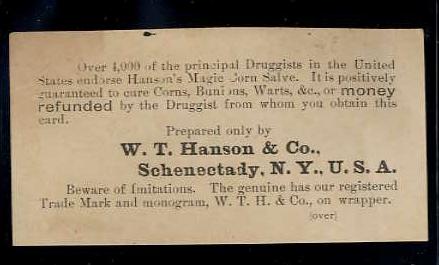 Over 4,000 of the principal Druggists in the United
States endorse Hanson's Magic Corn Salve. It is positively
guaranteed to cure Corns, Bunions, Warts, &c., or money
refunded by the Druggist from whom you obtain this
card.
Prepared only by
W. T. Hanson & Co.,
Schenectady, N. Y., U. S. A.
Beware of Imitations. The genuine has our registered
Trade Mark and monogram, W. T. H. & Co., on wrapper.
(over)